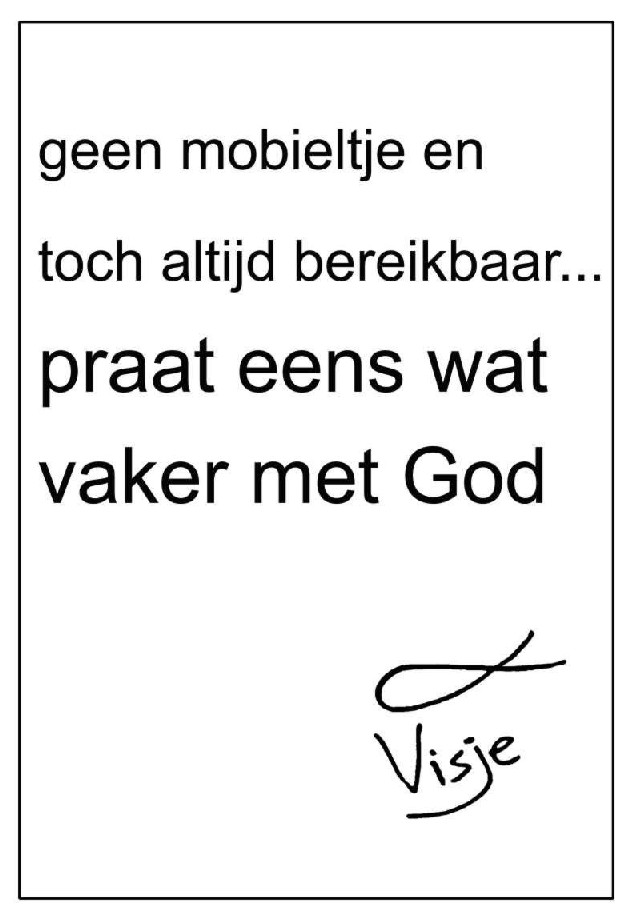 geen mobieltje en
toch altijd bereikbaar...
praat eens wat
vaker met God
Visje